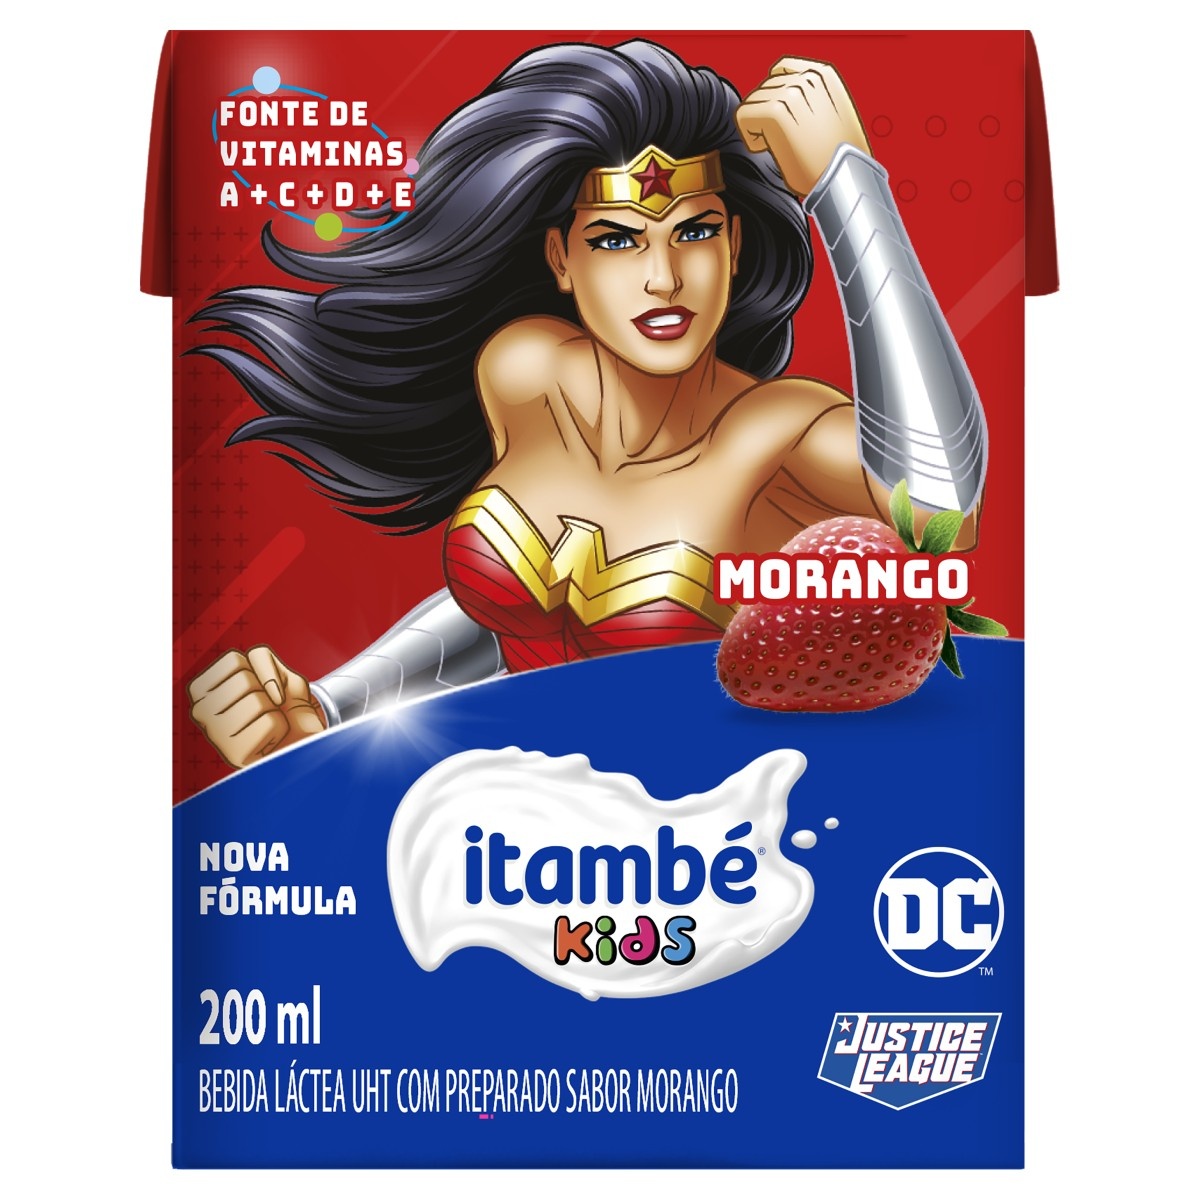 FONTE DE
VITAMINAS
A + C + D + E
MORANGO
itambé®
kids
NOVA
FÓRMULA
DC
TM
200 ml
JUSTICE
LEAGUE
BEBIDA LÁCTEA UHT COM PREPARADO SABOR MORANGO